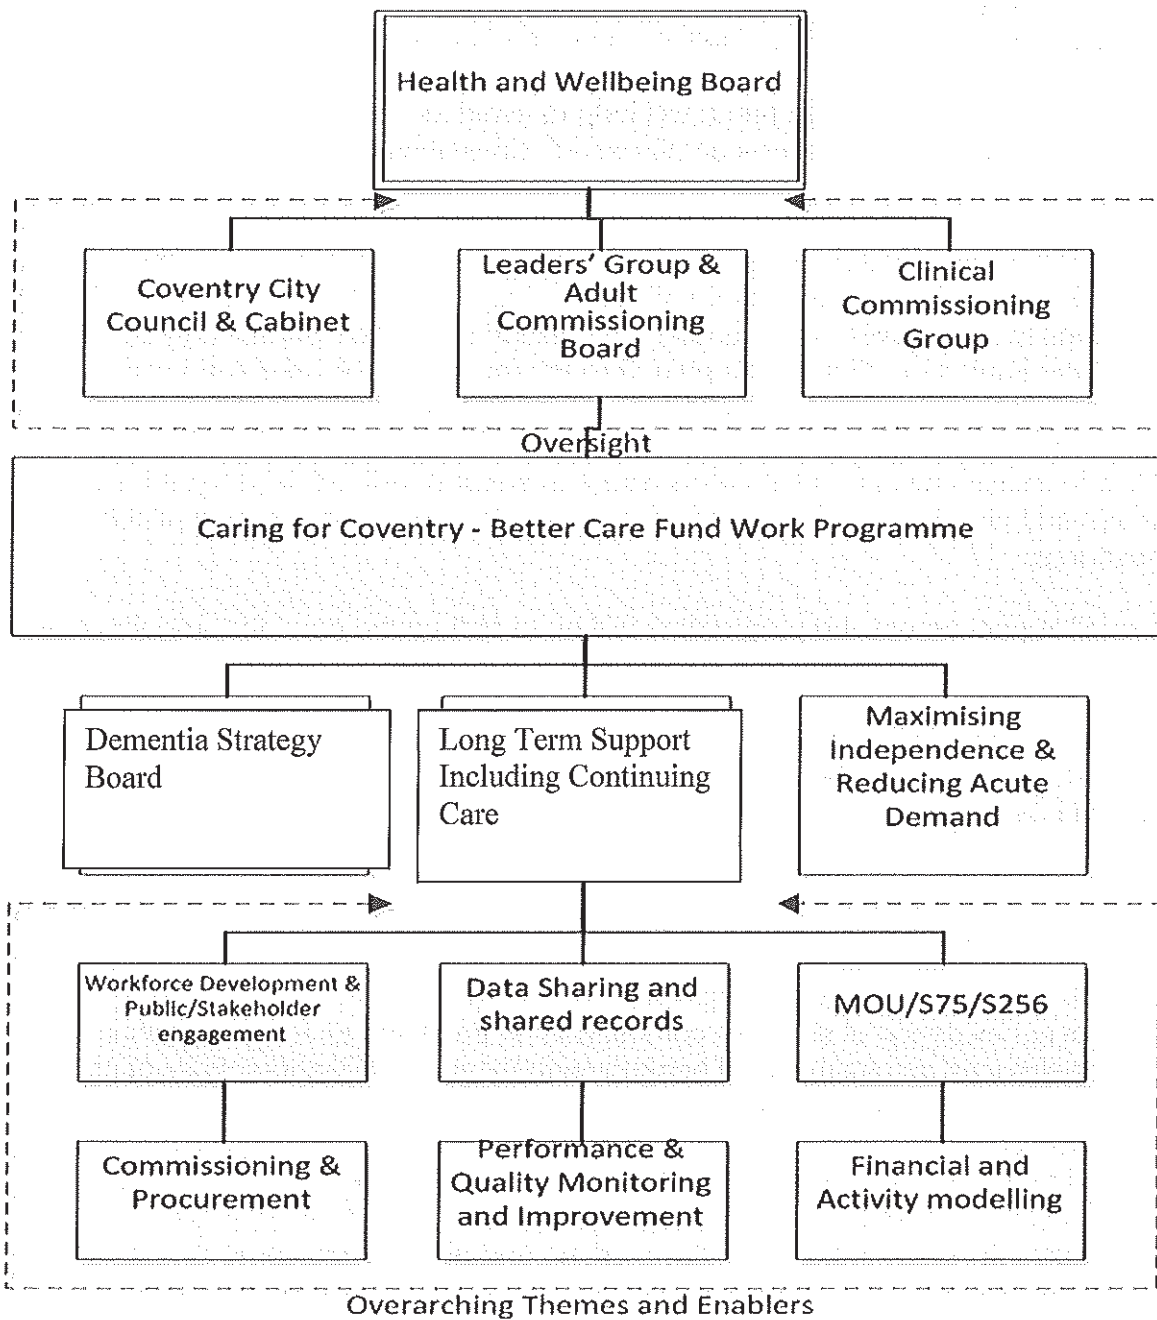 Health and Wellbeing Board
Coventry City
Council & Cabinet
Leaders' Group &
Adult
Commissioning
Board
Clinical
Commissioning
Group
Oversight
Caring for Coventry - Better Care Fund Work Programme
Dementia Strategy
Board
Long Term Support
Including Continuing
Care
Maximising
Independence &
Reducing Acute
Demand
Workforce Development &
Public/Stakeholder
engagement
Data Sharing and
shared records
MOU/S75/S256
Commissioning &
Procurement
Performance &
Quality Monitoring
and Improvement
Financial and
Activity modelling
Overarching Themes and Enablers